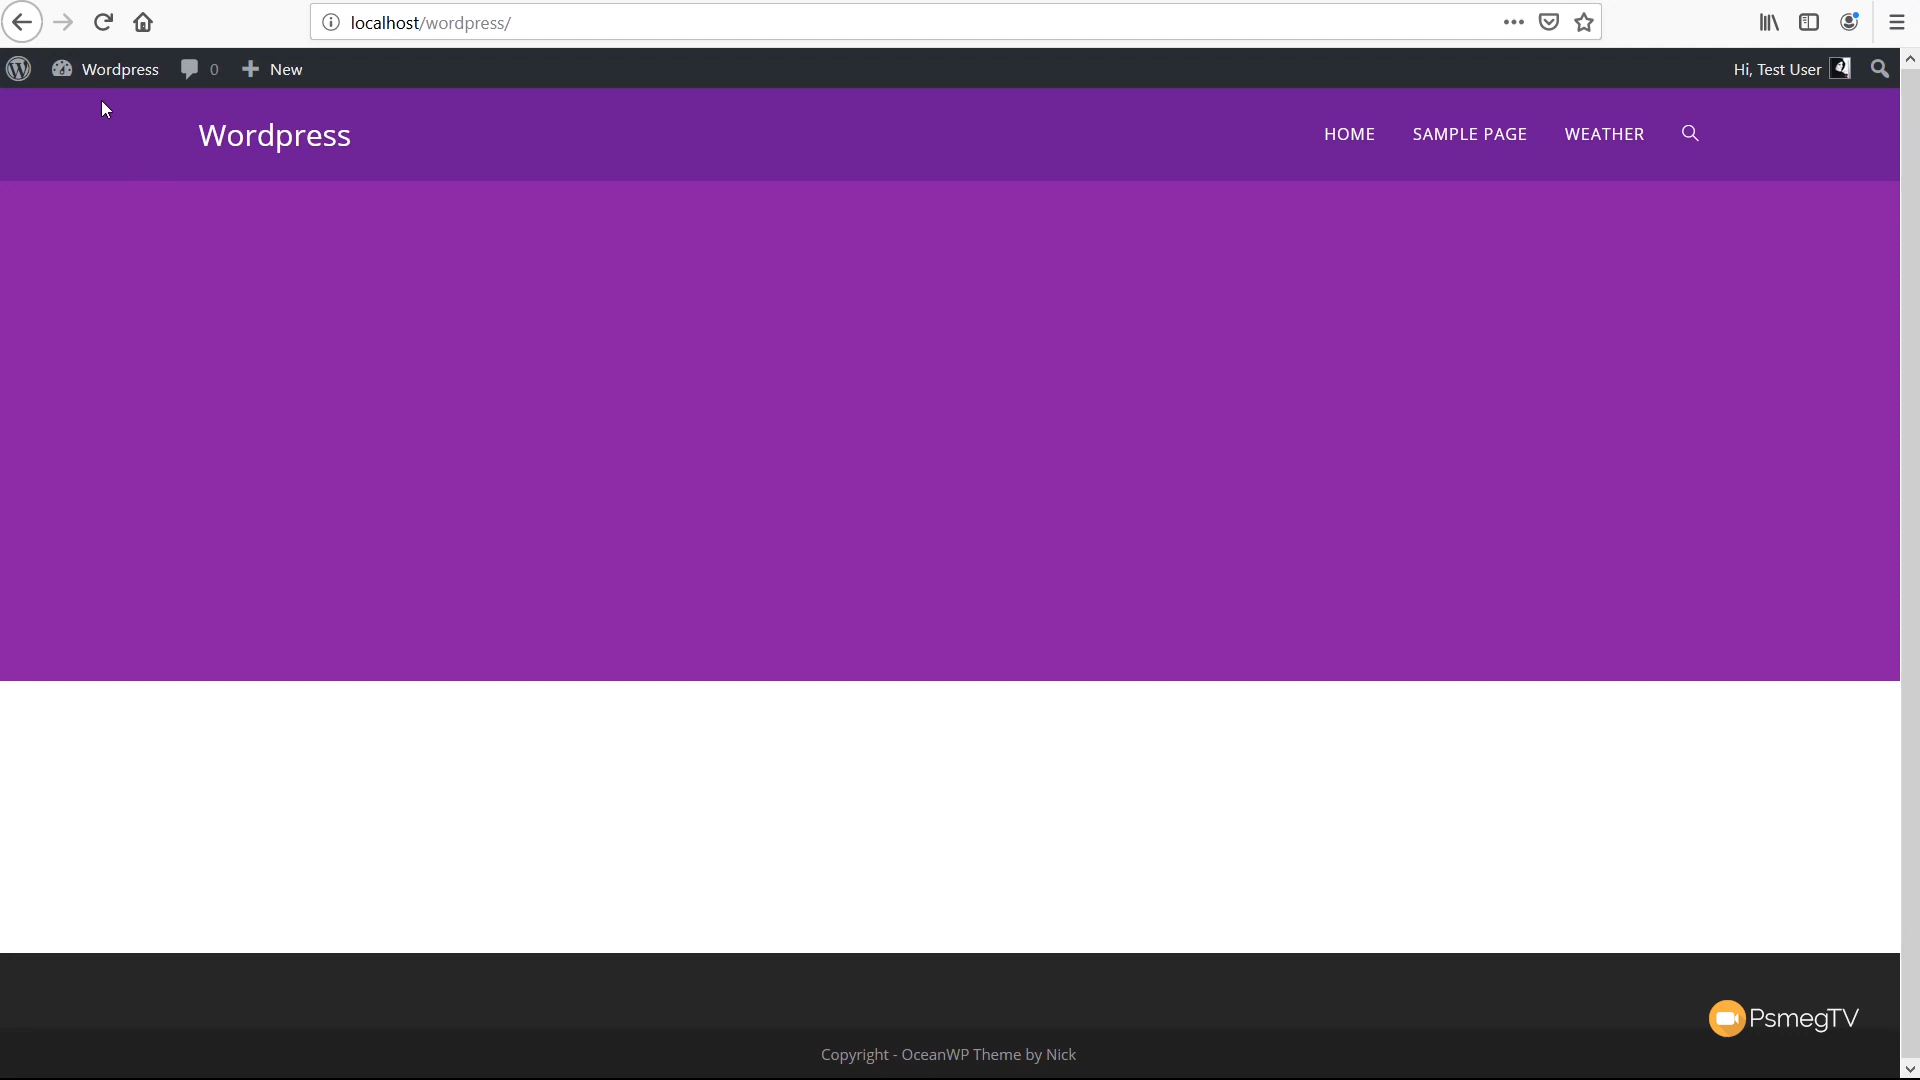 localhost/wordpress/
Wordpress 0 New Hi, Test User
Wordpress HOME SAMPLE PAGE WEATHER
PsmegTV
Copyright - OceanWP Theme by Nick